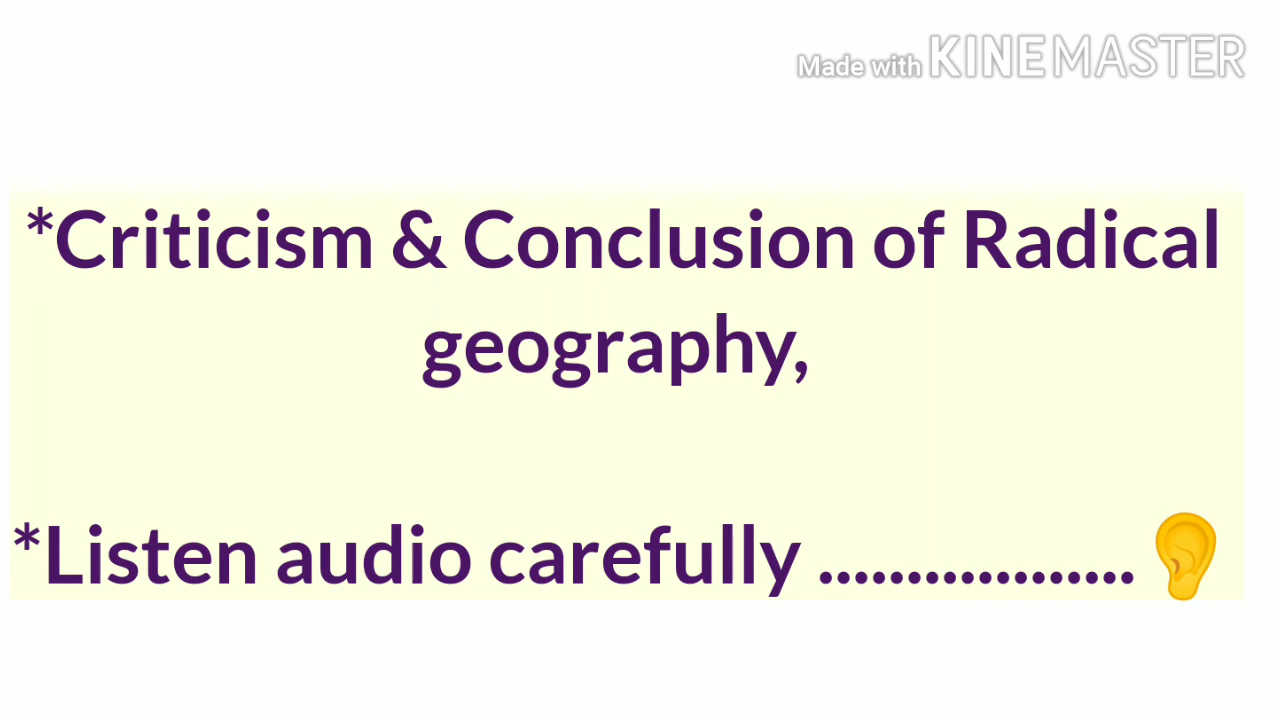 Made with KINEMASTER
*Criticism & Conclusion of Radical
geography,
*Listen audio carefully ..................👂